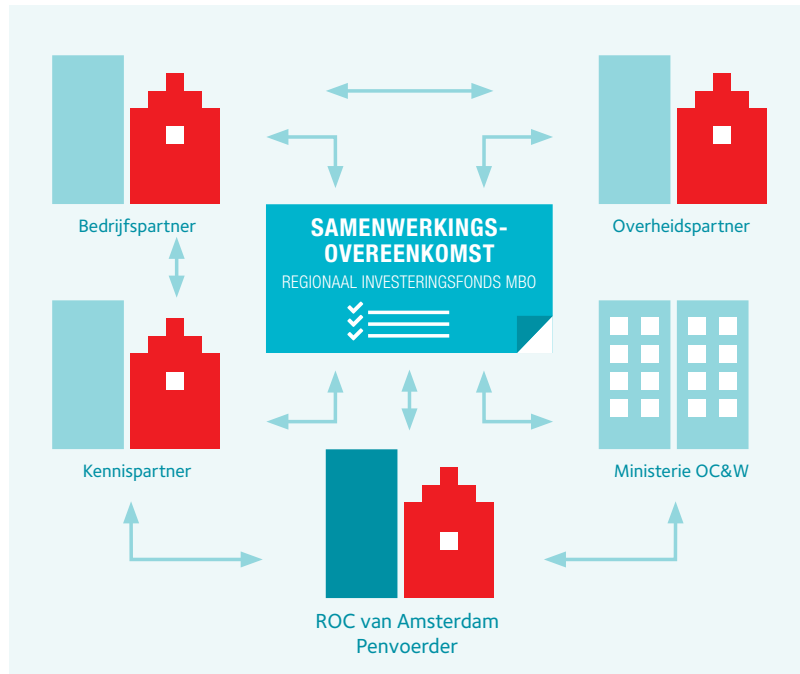 Bedrijfspartner
Overheidspartner
SAMENWERKINGS-
OVEREENKOMST
REGIONAAL INVESTERINGSFONDS MBO
Kennispartner
Ministerie OC&W
ROC van Amsterdam
Penvoerder